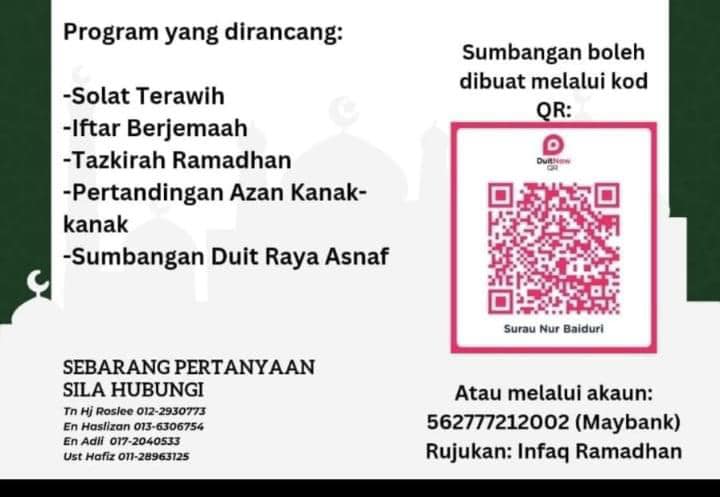 Program yang dirancang:
-Solat Terawih
-Iftar Berjemaah
-Tazkirah Ramadhan
-Pertandingan Azan Kanak-
kanak
-Sumbangan Duit Raya Asnaf
SEBARANG PERTANYAAN
SILA HUBUNGI
Tn Hj Roslee 012-2930773
En Haslizan 013-6306754
En Adli 017-2040533
Ust Hafiz 011-28963125
Sumbangan boleh
dibuat melalui kod
QR:
DuitNow
QR
Surau Nur Baiduri
Atau melalui akaun:
562777212002 (Maybank)
Rujukan: Infaq Ramadhan